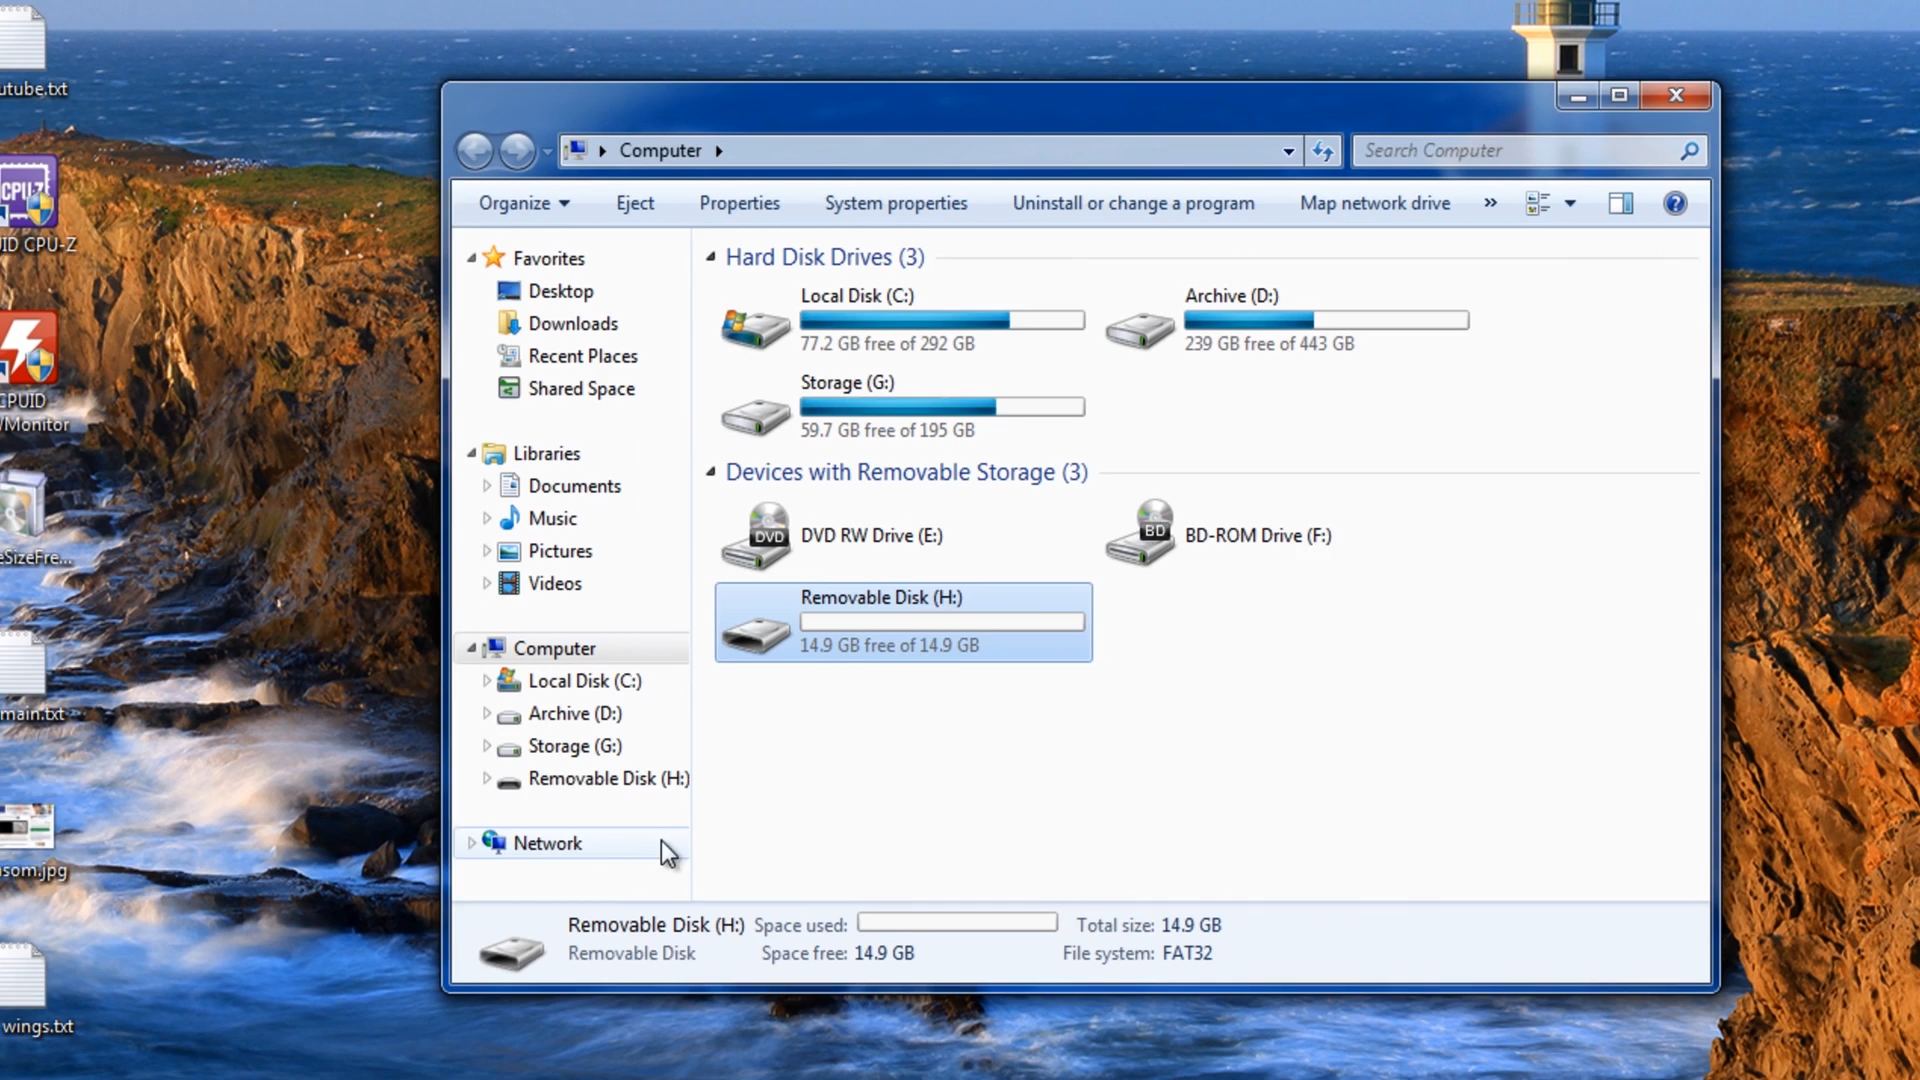 utube.txt
Computer
Search Computer
Organize Eject Properties System properties Uninstall or change a program Map network drive »
CPU-Z
ID CPU-Z
CPUID
/Monitor
eSizeFre...
main.txt
som.jpg
wings.txt
Favorites
Desktop
Downloads
Recent Places
Shared Space
Libraries
Documents
Music
Pictures
Videos
Computer
Local Disk (C:)
Archive (D:)
Storage (G:)
Removable Disk (H:)
Network
Hard Disk Drives (3)
Local Disk (C:)
77.2 GB free of 292 GB
Archive (D:)
239 GB free of 443 GB
Storage (G:)
59.7 GB free of 195 GB
Devices with Removable Storage (3)
DVD
DVD RW Drive (E:)
BD
BD-ROM Drive (F:)
Removable Disk (H:)
14.9 GB free of 14.9 GB
Removable Disk (H:) Space used: Total size: 14.9 GB
Removable Disk Space free: 14.9 GB File system: FAT32